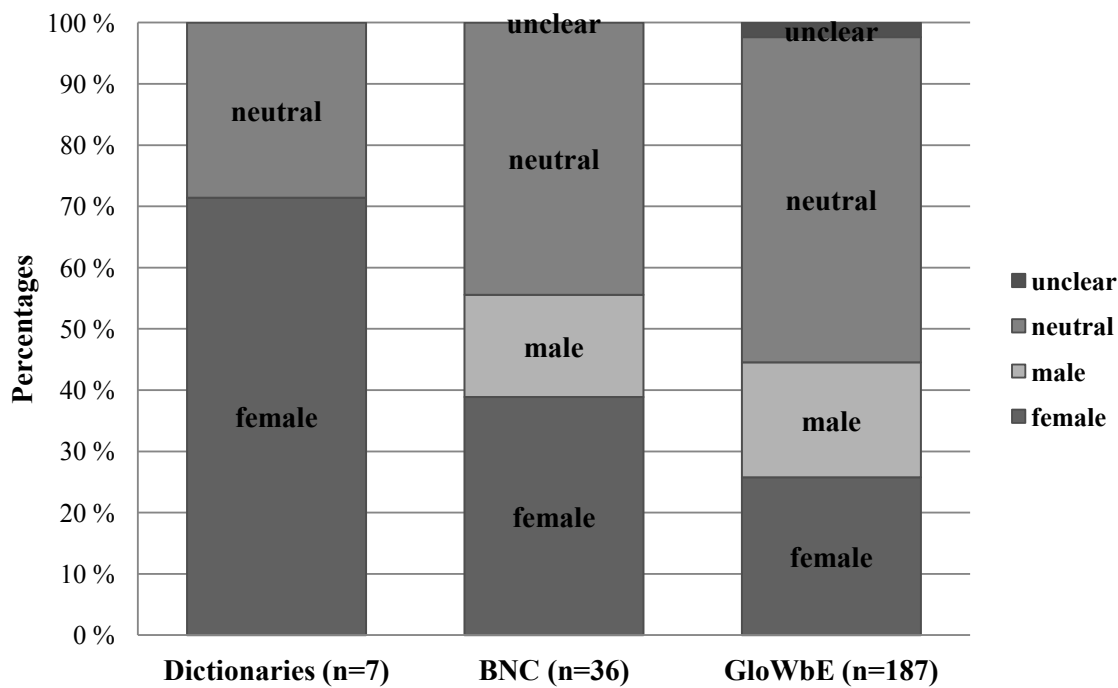 100 %
90 %
80 %
70 %
60 %
50 %
40 %
30 %
20 %
10 %
0 %
Percentages
neutral
female
unclear
neutral
male
female
unclear
neutral
male
female
Dictionaries (n=7)
BNC (n=36)
GloWbE (n=187)
unclear
neutral
male
female